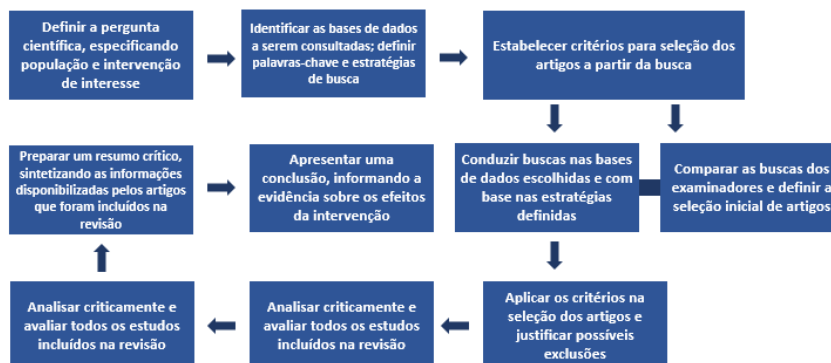 Definir a pergunta
científica, especificando
população e intervenção
de interesse
Identificar as bases de dados
a serem consultadas; definir
palavras-chave e estratégias
de busca
Estabelecer critérios para seleção dos
artigos a partir da busca
Conduzir buscas nas bases
de dados escolhidas e com
base nas estratégias
definidas
Comparar as buscas dos
examinadores e definir a
seleção inicial de artigos
Aplicar os critérios na
seleção dos artigos e
justificar possíveis
exclusões
Analisar criticamente e
avaliar todos os estudos
incluídos na revisão
Analisar criticamente e
avaliar todos os estudos
incluídos na revisão
Preparar um resumo crítico,
sintetizando as informações
disponibilizadas pelos artigos
que foram incluídos na
revisão
Apresentar uma
conclusão, informando a
evidência sobre os efeitos
da intervenção